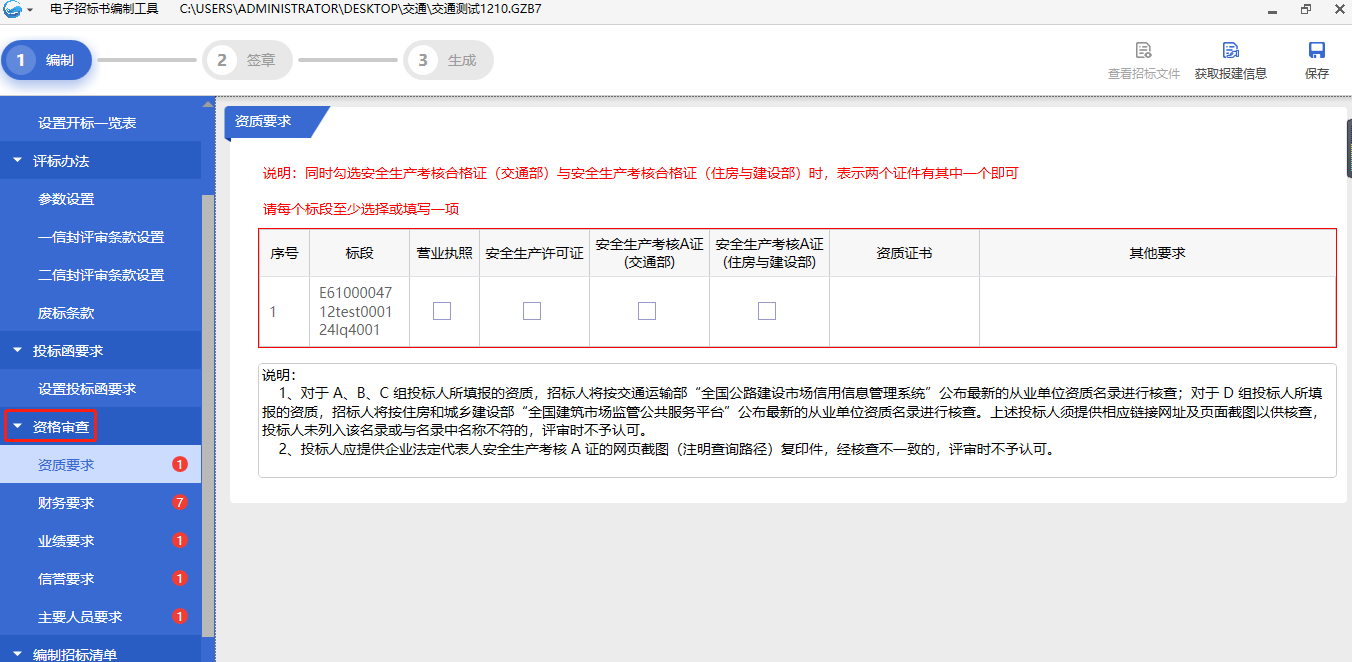 电子招标书编制工具 C:\USERS\ADMINISTRATOR\DESKTOP\交通\交通测试1210.GZB7
1 编制
2 签章
3 生成
查看招标文件
获取报建信息
保存
设置开标一览表
评标办法
参数设置
一信封评审条款设置
二信封评审条款设置
废标条款
投标函要求
设置投标函要求
资格审查
资质要求 1
财务要求 7
业绩要求 1
信誉要求 1
主要人员要求 1
编制招标清单
资质要求
说明：同时勾选安全生产考核合格证（交通部）与安全生产考核合格证（住房与建设部）时，表示两个证件有其中一个即可
请每个标段至少选择或填写一项
序号 标段 营业执照 安全生产许可证 安全生产考核A证(交通部) 安全生产考核A证(住房与建设部) 资质证书 其他要求
1
E61000047
12test0001
24lq4001
说明：
1、对于 A、B、C 组投标人所填报的资质，招标人将按交通运输部“全国公路建设市场信用信息管理系统”公布最新的从业单位资质名录进行核查；对于 D 组投标人所填
报的资质，招标人将按住房和城乡建设部“全国建筑市场监管公共服务平台”公布最新的从业单位资质名录进行核查。上述投标人须提供相应链接网址及页面截图以供核查，
投标人未列入该名录或与名录中名称不符的，评审时不予认可。
2、投标人应提供企业法定代表人安全生产考核 A 证的网页截图（注明查询路径）复印件，经核查不一致的，评审时不予认可。